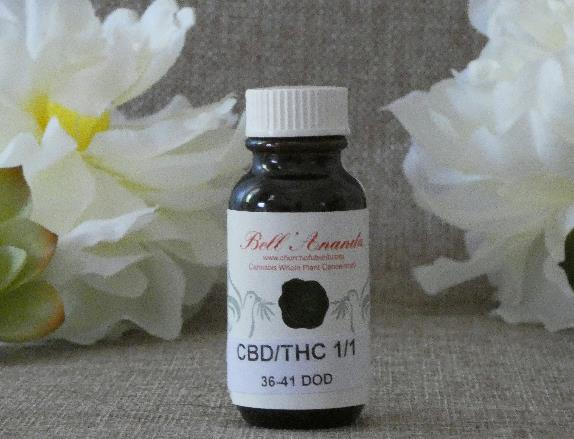 Bell'Ananda
Cannabis Whole Plant Concentrate
CBD/THC 1/1
36-41 DOD